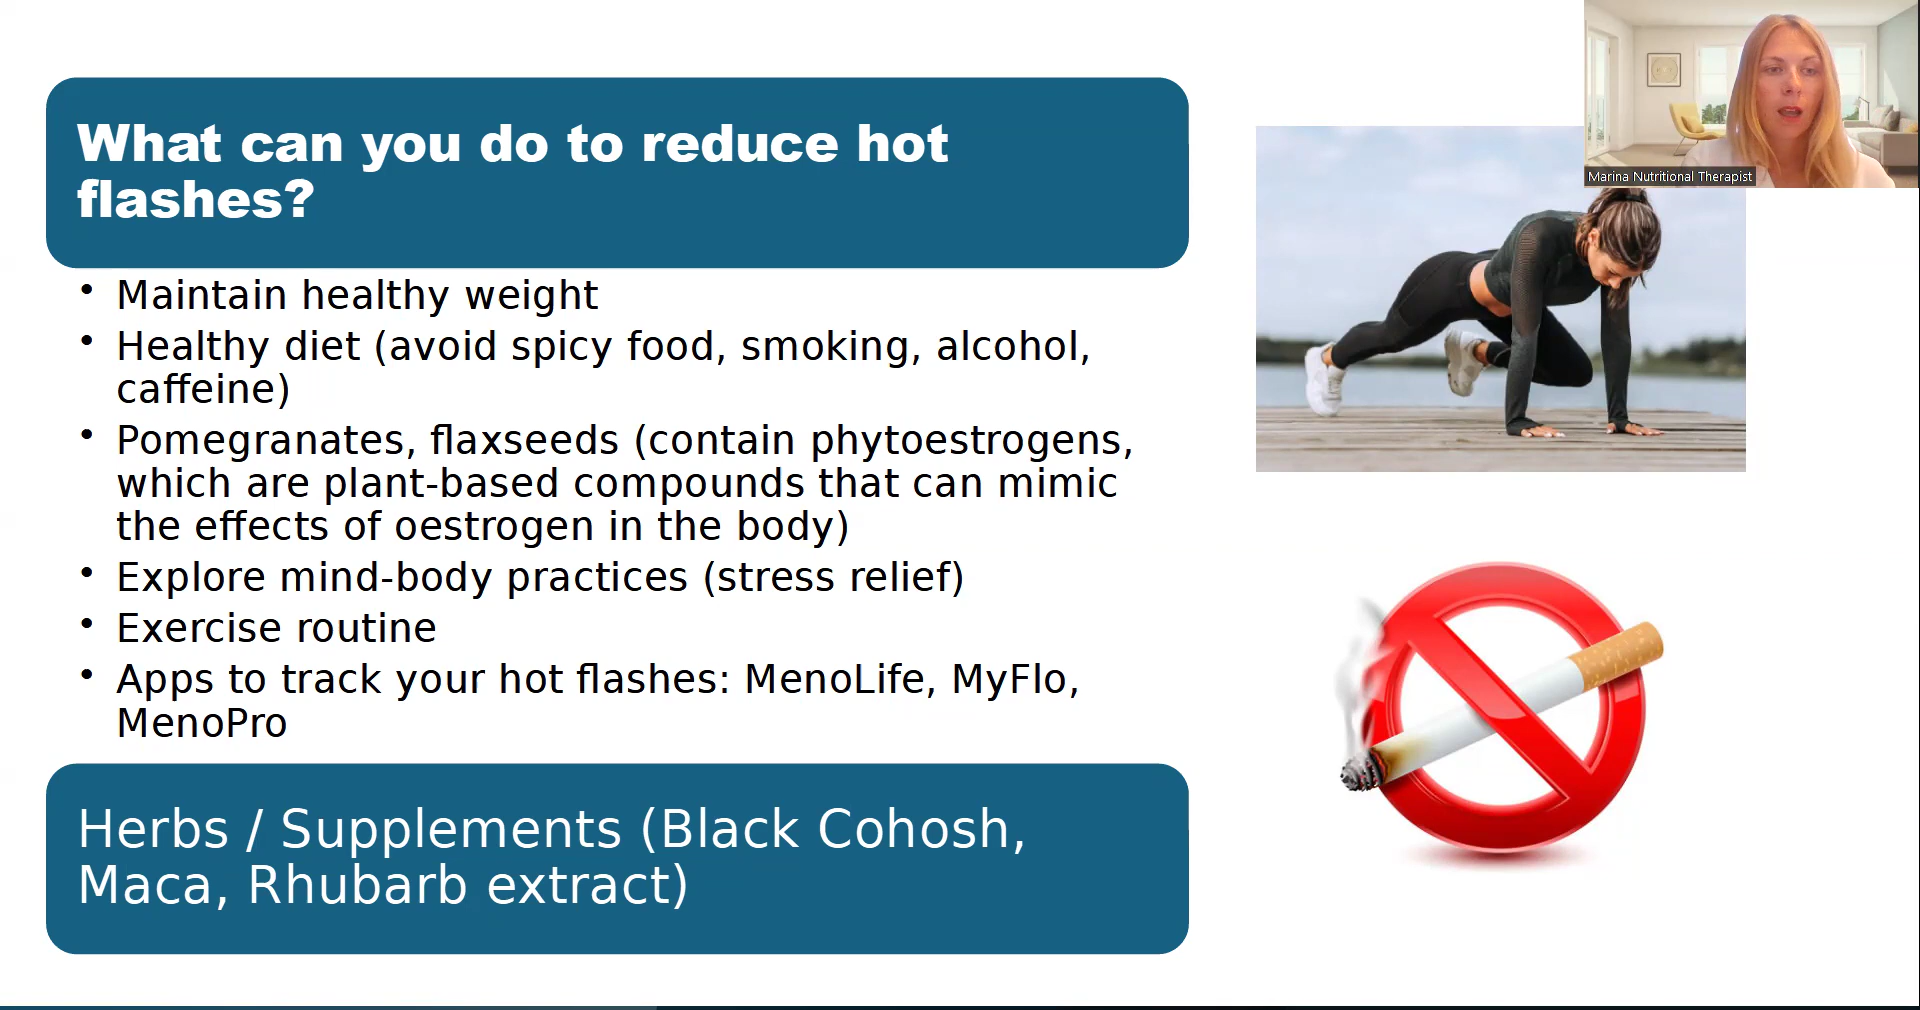 What can you do to reduce hot
flashes?
• Maintain healthy weight
• Healthy diet (avoid spicy food, smoking, alcohol,
caffeine)
• Pomegranates, flaxseeds (contain phytoestrogens,
which are plant-based compounds that can mimic
the effects of oestrogen in the body)
• Explore mind-body practices (stress relief)
• Exercise routine
• Apps to track your hot flashes: MenoLife, MyFlo,
MenoPro
Herbs / Supplements (Black Cohosh,
Maca, Rhubarb extract)
Marina Nutritional Therapist